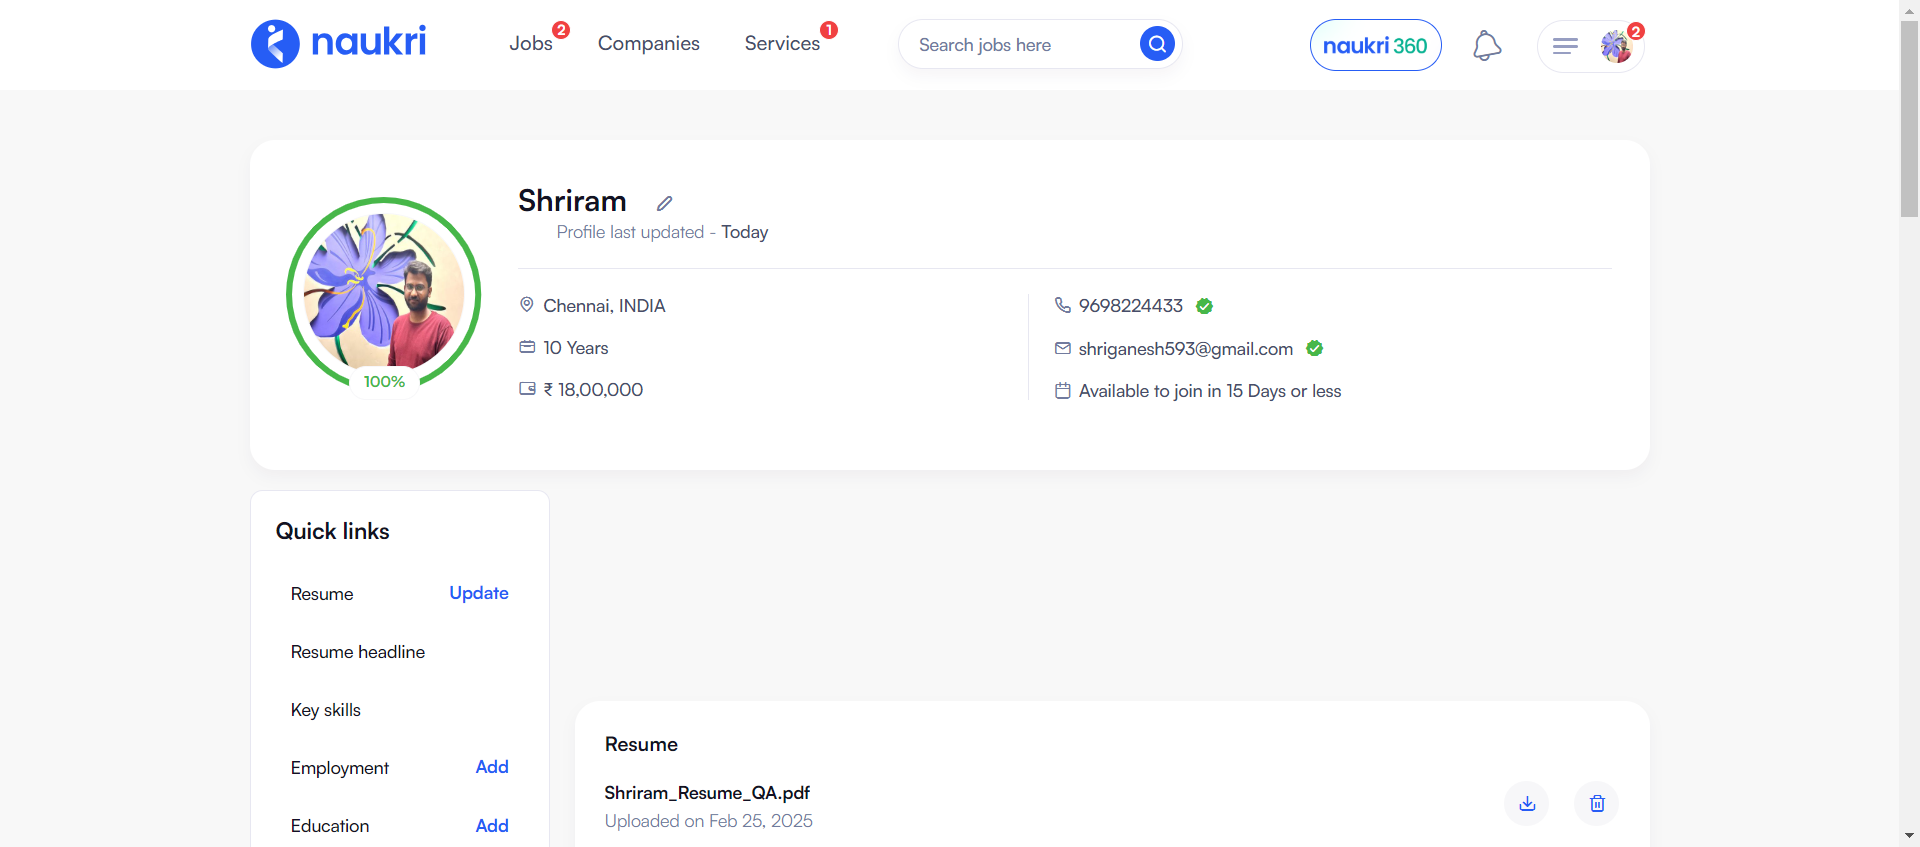 naukri
Jobs 2
Companies
Services 1
Search jobs here
naukri 360
2
Shriram
Profile last updated - Today
Chennai, INDIA
10 Years
₹ 18,00,000
100%
9698224433
shriganesh593@gmail.com
Available to join in 15 Days or less
Quick links
Resume Update
Resume headline
Key skills
Employment Add
Education Add
Resume
Shriram_Resume_QA.pdf
Uploaded on Feb 25, 2025